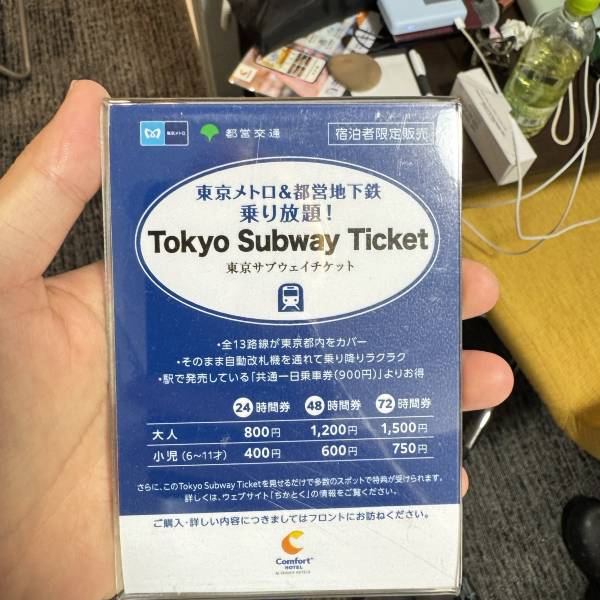 東京メトロ 都営交通 宿泊者限定販売
東京メトロ&都営地下鉄
乗り放題!
Tokyo Subway Ticket
東京サブウェイチケット
・全13路線が東京都内をカバー
・そのまま自動改札機を通れて乗り降りラクラク
・駅で発売している「共通一日乗車券(900円)」よりお得
24時間券 48時間券 72時間券
大人 800円 1,200円 1,500円
小児(6~11才) 400円 600円 750円
さらに、このTokyo Subway Ticketを見せるだけで多数のスポットで特典が受けられます。
詳しくは、ウェブサイト「ちかとく」の情報をご覧ください。
ご購入・詳しい内容につきましてはフロントにお訪ねください。
Comfort
HOTEL